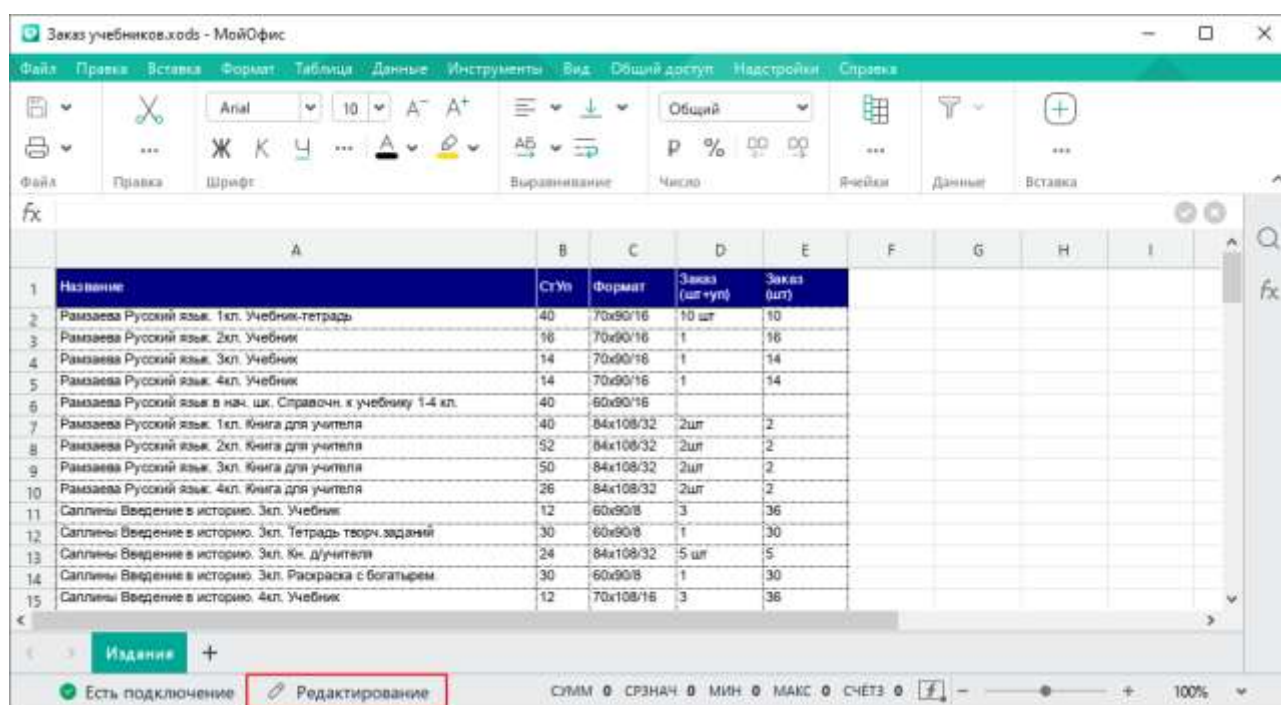 Заказ учебников.xods - МойОфис
Файл Правка Вставка Формат Таблица Данные Инструменты Вид Общий доступ Надстройки Справка
Arial 10 A⁻ A⁺ Общий
Ж К Ч А АБ ₽ %
Файл Правка Шрифт Выравнивание Число Ячейки Данные Вставка
fx
A B C D E F G H I
1 Название СтУп Формат Заказ (шт+уп) Заказ (шт)
2 Рамзаева Русский язык. 1кл. Учебник-тетрадь 40 70x90/16 10 шт 10
3 Рамзаева Русский язык. 2кл. Учебник 16 70x90/16 1 16
4 Рамзаева Русский язык. 3кл. Учебник 14 70x90/16 1 14
5 Рамзаева Русский язык. 4кл. Учебник 14 70x90/16 1 14
6 Рамзаева Русский язык в нач. шк. Справочн. к учебнику 1-4 кл. 40 60x90/16
7 Рамзаева Русский язык. 1кл. Книга для учителя 40 84x108/32 2шт 2
8 Рамзаева Русский язык. 2кл. Книга для учителя 52 84x108/32 2шт 2
9 Рамзаева Русский язык. 3кл. Книга для учителя 50 84x108/32 2шт 2
10 Рамзаева Русский язык. 4кл. Книга для учителя 26 84x108/32 2шт 2
11 Саплины Введение в историю. 3кл. Учебник 12 60x90/8 3 36
12 Саплины Введение в историю. 3кл. Тетрадь творч.заданий 30 60x90/8 1 30
13 Саплины Введение в историю. 3кл. Кн. д/учителя 24 84x108/32 5 шт 5
14 Саплины Введение в историю. 3кл. Раскраска с богатырем 30 60x90/8 1 30
15 Саплины Введение в историю. 4кл. Учебник 12 70x108/16 3 36
Издания +
Есть подключение Редактирование СУММ 0 СРЗНАЧ 0 МИН 0 МАКС 0 СЧЁТЗ 0 − + 100%